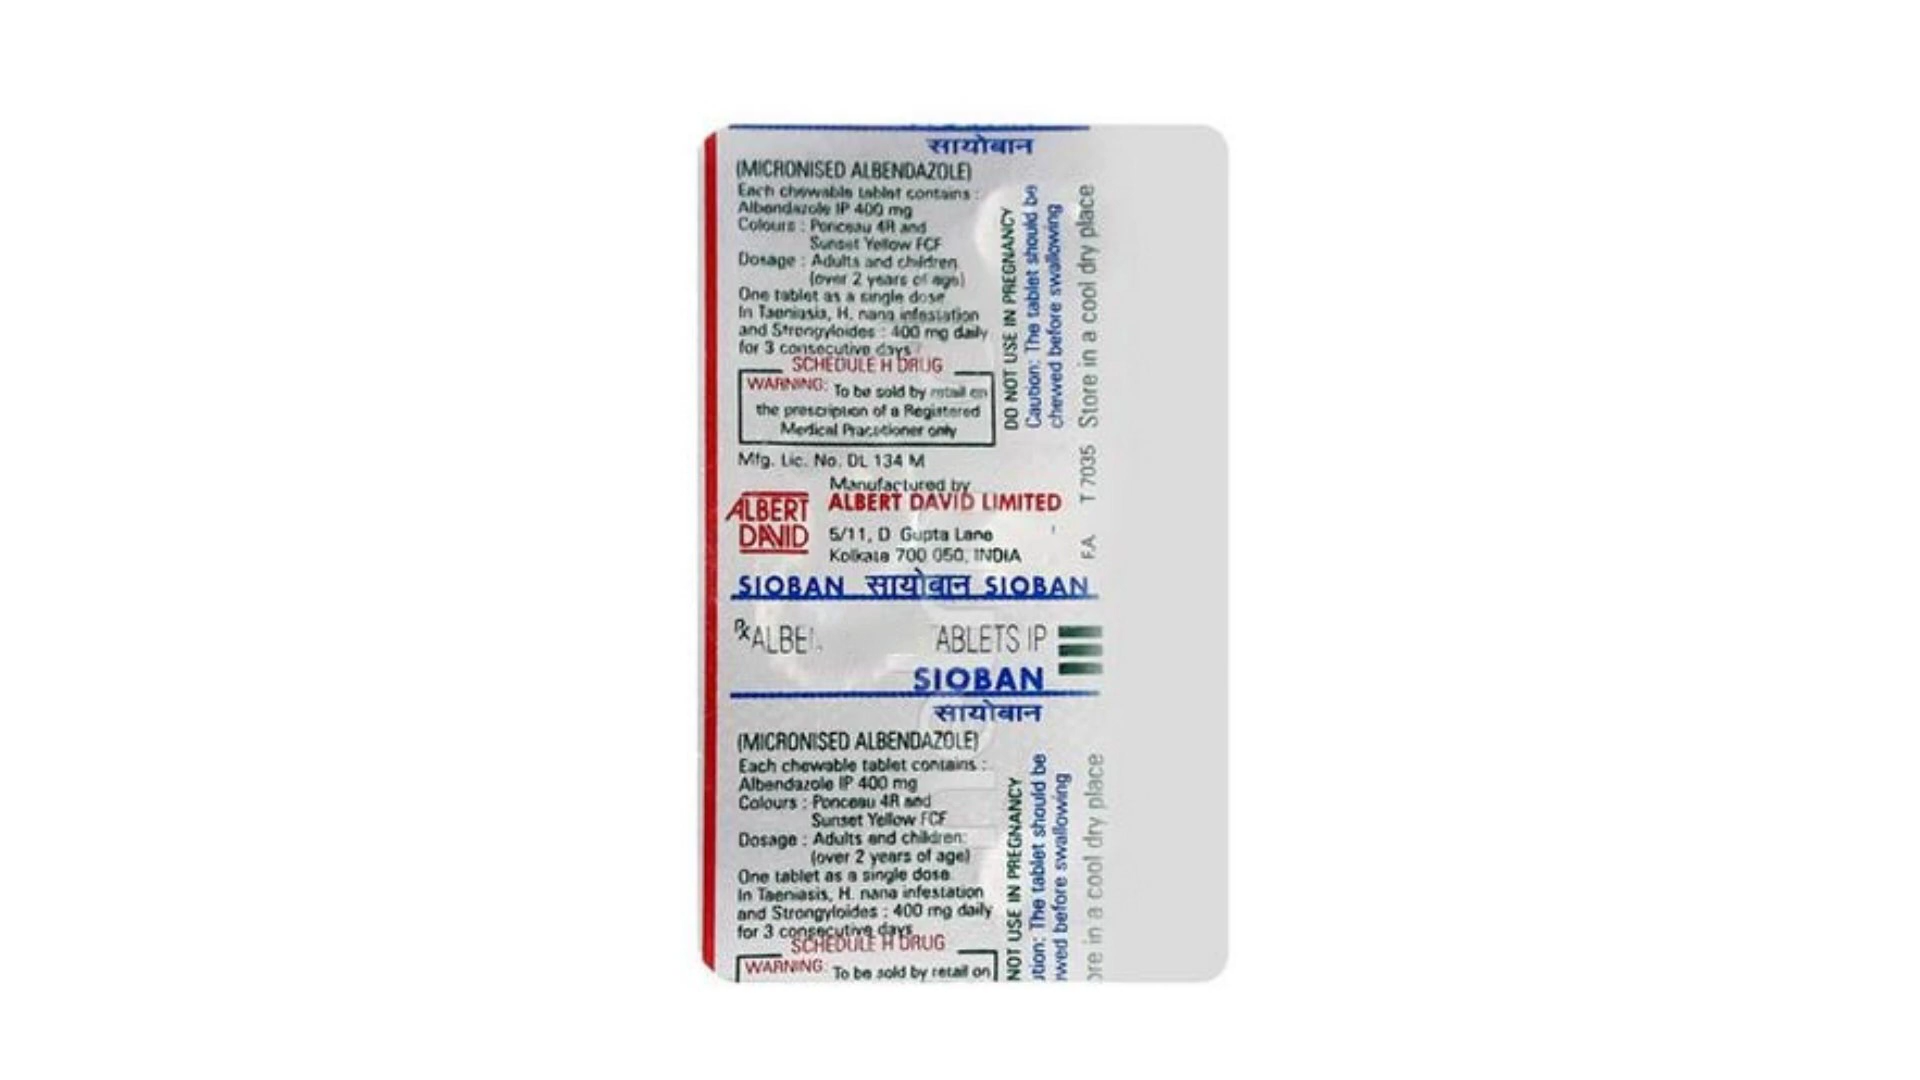 सायोबान
(MICRONISED ALBENDAZOLE)
Each chewable tablet contains :
Albendazole IP 400 mg
Colours : Ponceau 4R and
Sunset Yellow FCF
Dosage : Adults and children
(over 2 years of age)
One tablet as a single dose
In Taeniasis, H. nana infestation
and Strongyloides : 400 mg daily
for 3 consecutive days
SCHEDULE H DRUG
WARNING: To be sold by retail on
the prescription of a Registered
Medical Practitioner only
DO NOT USE IN PREGNANCY
Caution: The tablet should be
chewed before swallowing
F.A T 7035 Store in a cool dry place
Mfg. Lic. No. DL 134 M
Manufactured by
ALBERT DAVID
ALBERT DAVID LIMITED
5/11, D Gupta Lane
Kolkata 700 050, INDIA
SIOBAN सायोबान SIOBAN
Rx ALBE ABLETS IP
SIOBAN
सायोबान
(MICRONISED ALBENDAZOLE)
Each chewable tablet contains :
Albendazole IP 400 mg
Colours : Ponceau 4R and
Sunset Yellow FCF
Dosage : Adults and children:
(over 2 years of age)
One tablet as a single dose.
In Taeniasis, H. nana infestation
and Strongyloides : 400 mg daily
for 3 consecutive days
SCHEDULE H DRUG
WARNING: To be sold by retail on
NOT USE IN PREGNANCY
ution: The tablet should be
wed before swallowing
ore in a cool dry place